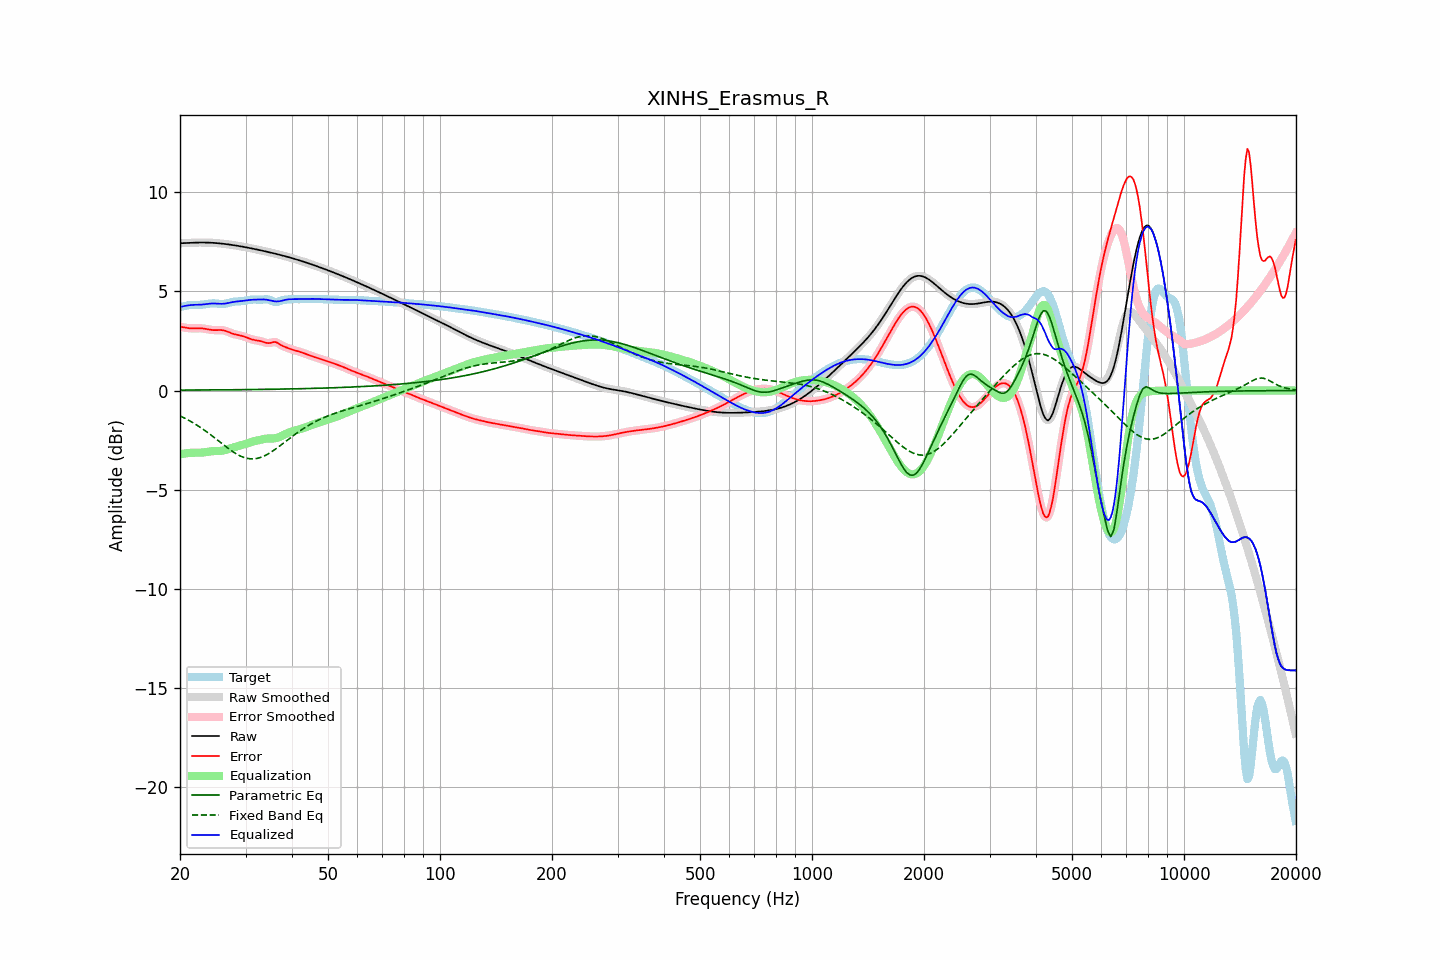 XINHS_Erasmus_R
Amplitude (dBr)
10
5
0
−5
−10
−15
−20
Target
Raw Smoothed
Error Smoothed
Raw
Error
Equalization
Parametric Eq
Fixed Band Eq
Equalized
20 50 100 200 500 1000 2000 5000 10000 20000
Frequency (Hz)